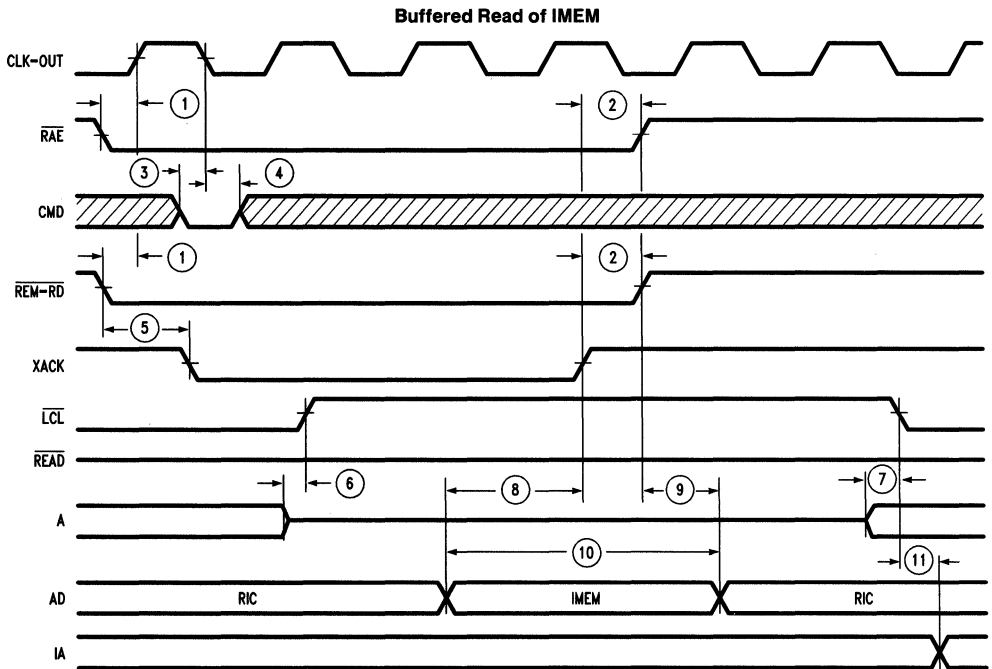 Buffered Read of IMEM
CLK-OUT
1
2
RAE
3
4
CMD
1
2
REM-RD
5
XACK
LCL
READ
6
8
9
7
A
10
11
AD
RIC
IMEM
RIC
IA